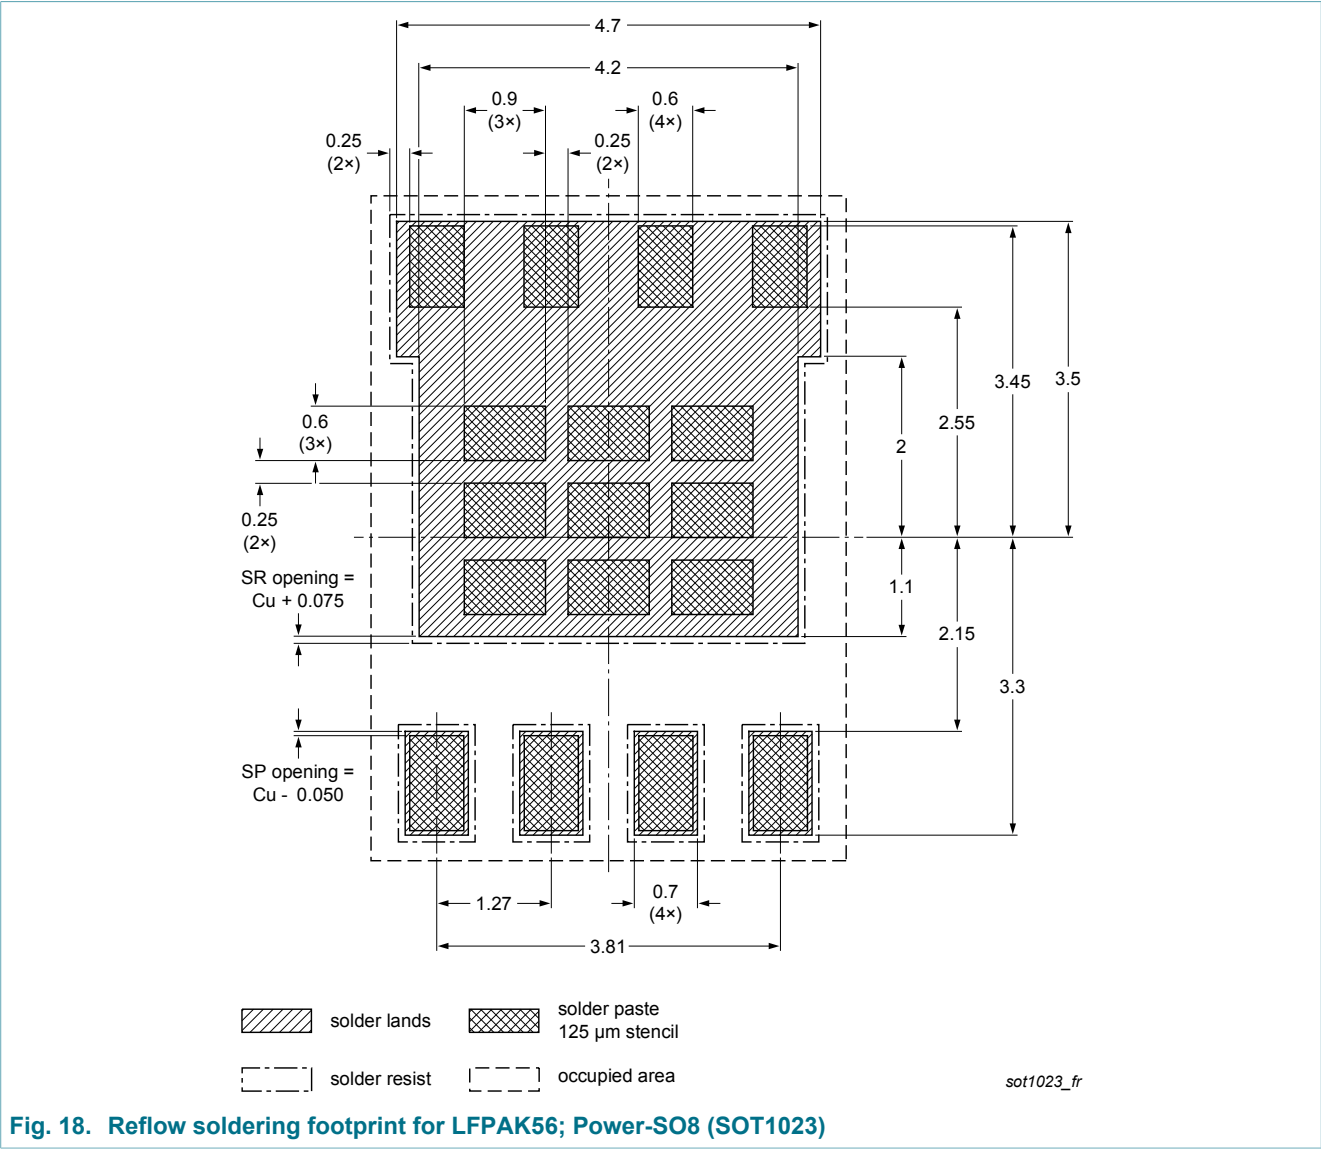 4.7
4.2
0.9
(3×)
0.6
(4×)
0.25
(2×)
0.25
(2×)
3.45
3.5
2.55
2
0.6
(3×)
0.25
(2×)
SR opening =
Cu + 0.075
1.1
2.15
3.3
SP opening =
Cu - 0.050
1.27
0.7
(4×)
3.81
solder lands
solder paste
125 µm stencil
solder resist
occupied area
sot1023_fr
Fig. 18. Reflow soldering footprint for LFPAK56; Power-SO8 (SOT1023)